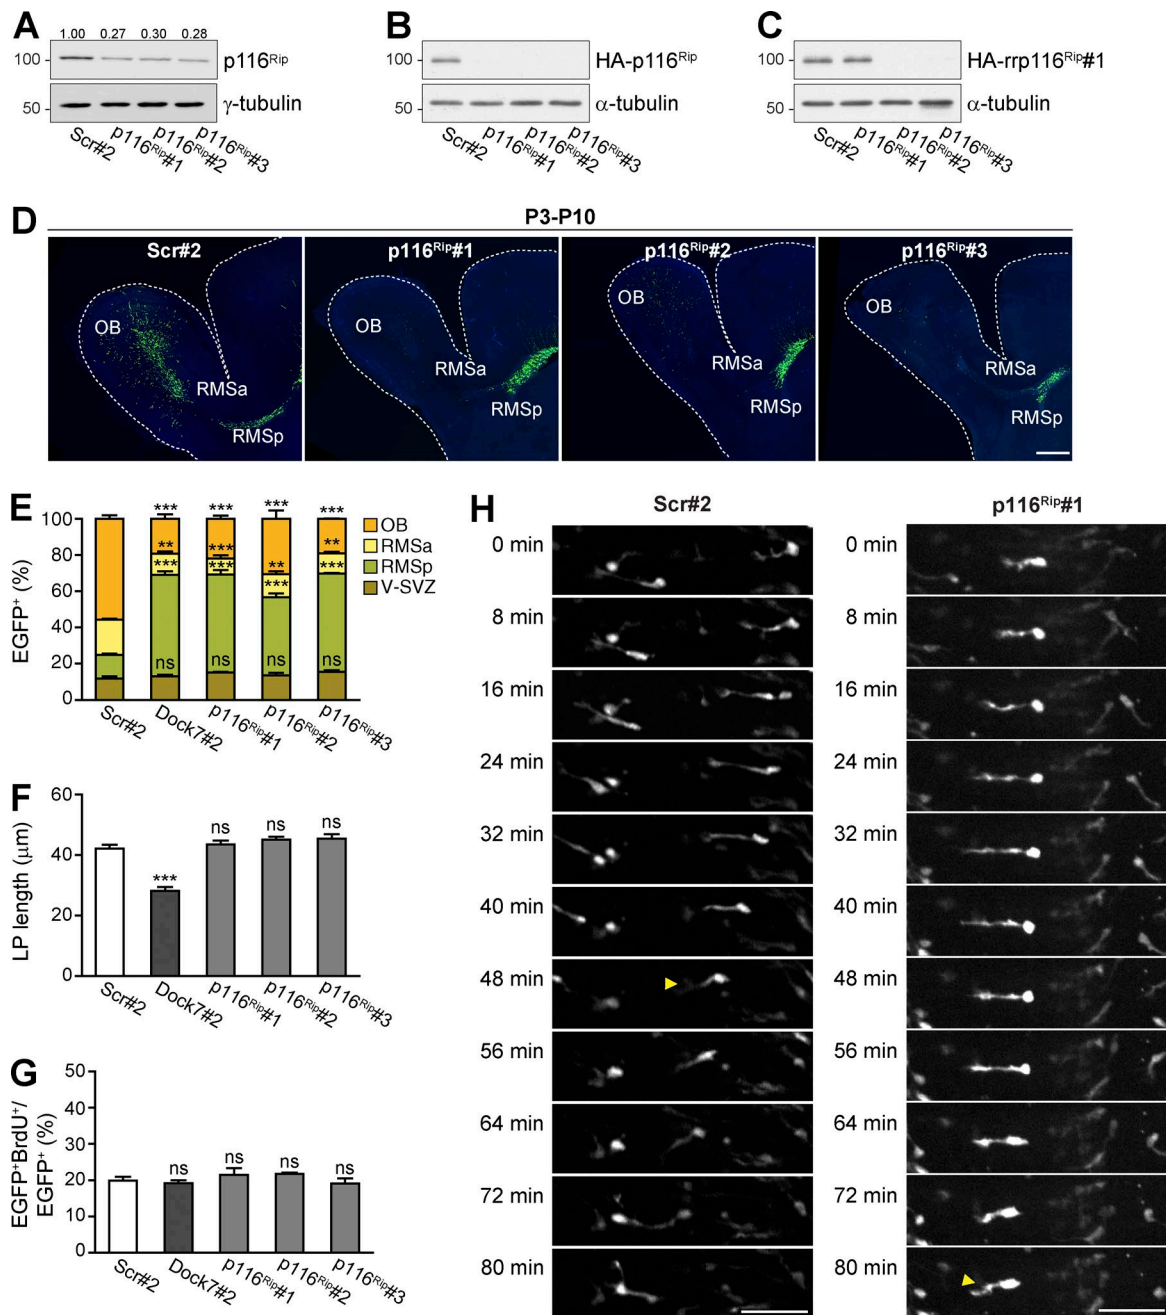 A
1.00 0.27 0.30 0.28
100
p116Rip
50
γ-tubulin
Scr#2
p116Rip#1
p116Rip#2
p116Rip#3
B
100
HA-p116Rip
50
α-tubulin
Scr#2
p116Rip#1
p116Rip#2
p116Rip#3
C
100
HA-rrp116Rip#1
50
α-tubulin
Scr#2
p116Rip#1
p116Rip#2
p116Rip#3
D
P3-P10
Scr#2
OB
RMSa
RMSp
p116Rip#1
OB
RMSa
RMSp
p116Rip#2
OB
RMSa
RMSp
p116Rip#3
OB
RMSa
RMSp
E
EGFP+ (%)
100
80
60
40
20
0
*** *** *** ***
** *** ** **
*** *** *** ***
ns ns ns ns
OB
RMSa
RMSp
V-SVZ
Scr#2
Dock7#2
p116Rip#1
p116Rip#2
p116Rip#3
F
LP length (μm)
60
40
20
0
*** ns ns ns
Scr#2
Dock7#2
p116Rip#1
p116Rip#2
p116Rip#3
G
EGFP+BrdU+/
EGFP+ (%)
50
40
30
20
10
0
ns ns ns ns
Scr#2
Dock7#2
p116Rip#1
p116Rip#2
p116Rip#3
H
Scr#2
0 min
8 min
16 min
24 min
32 min
40 min
48 min
56 min
64 min
72 min
80 min
p116Rip#1
0 min
8 min
16 min
24 min
32 min
40 min
48 min
56 min
64 min
72 min
80 min